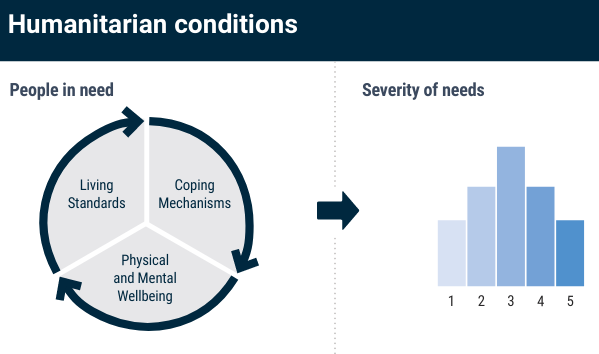 Humanitarian conditions
People in need
Severity of needs
Living
Standards
Coping
Mechanisms
Physical
and Mental
Wellbeing
1 2 3 4 5